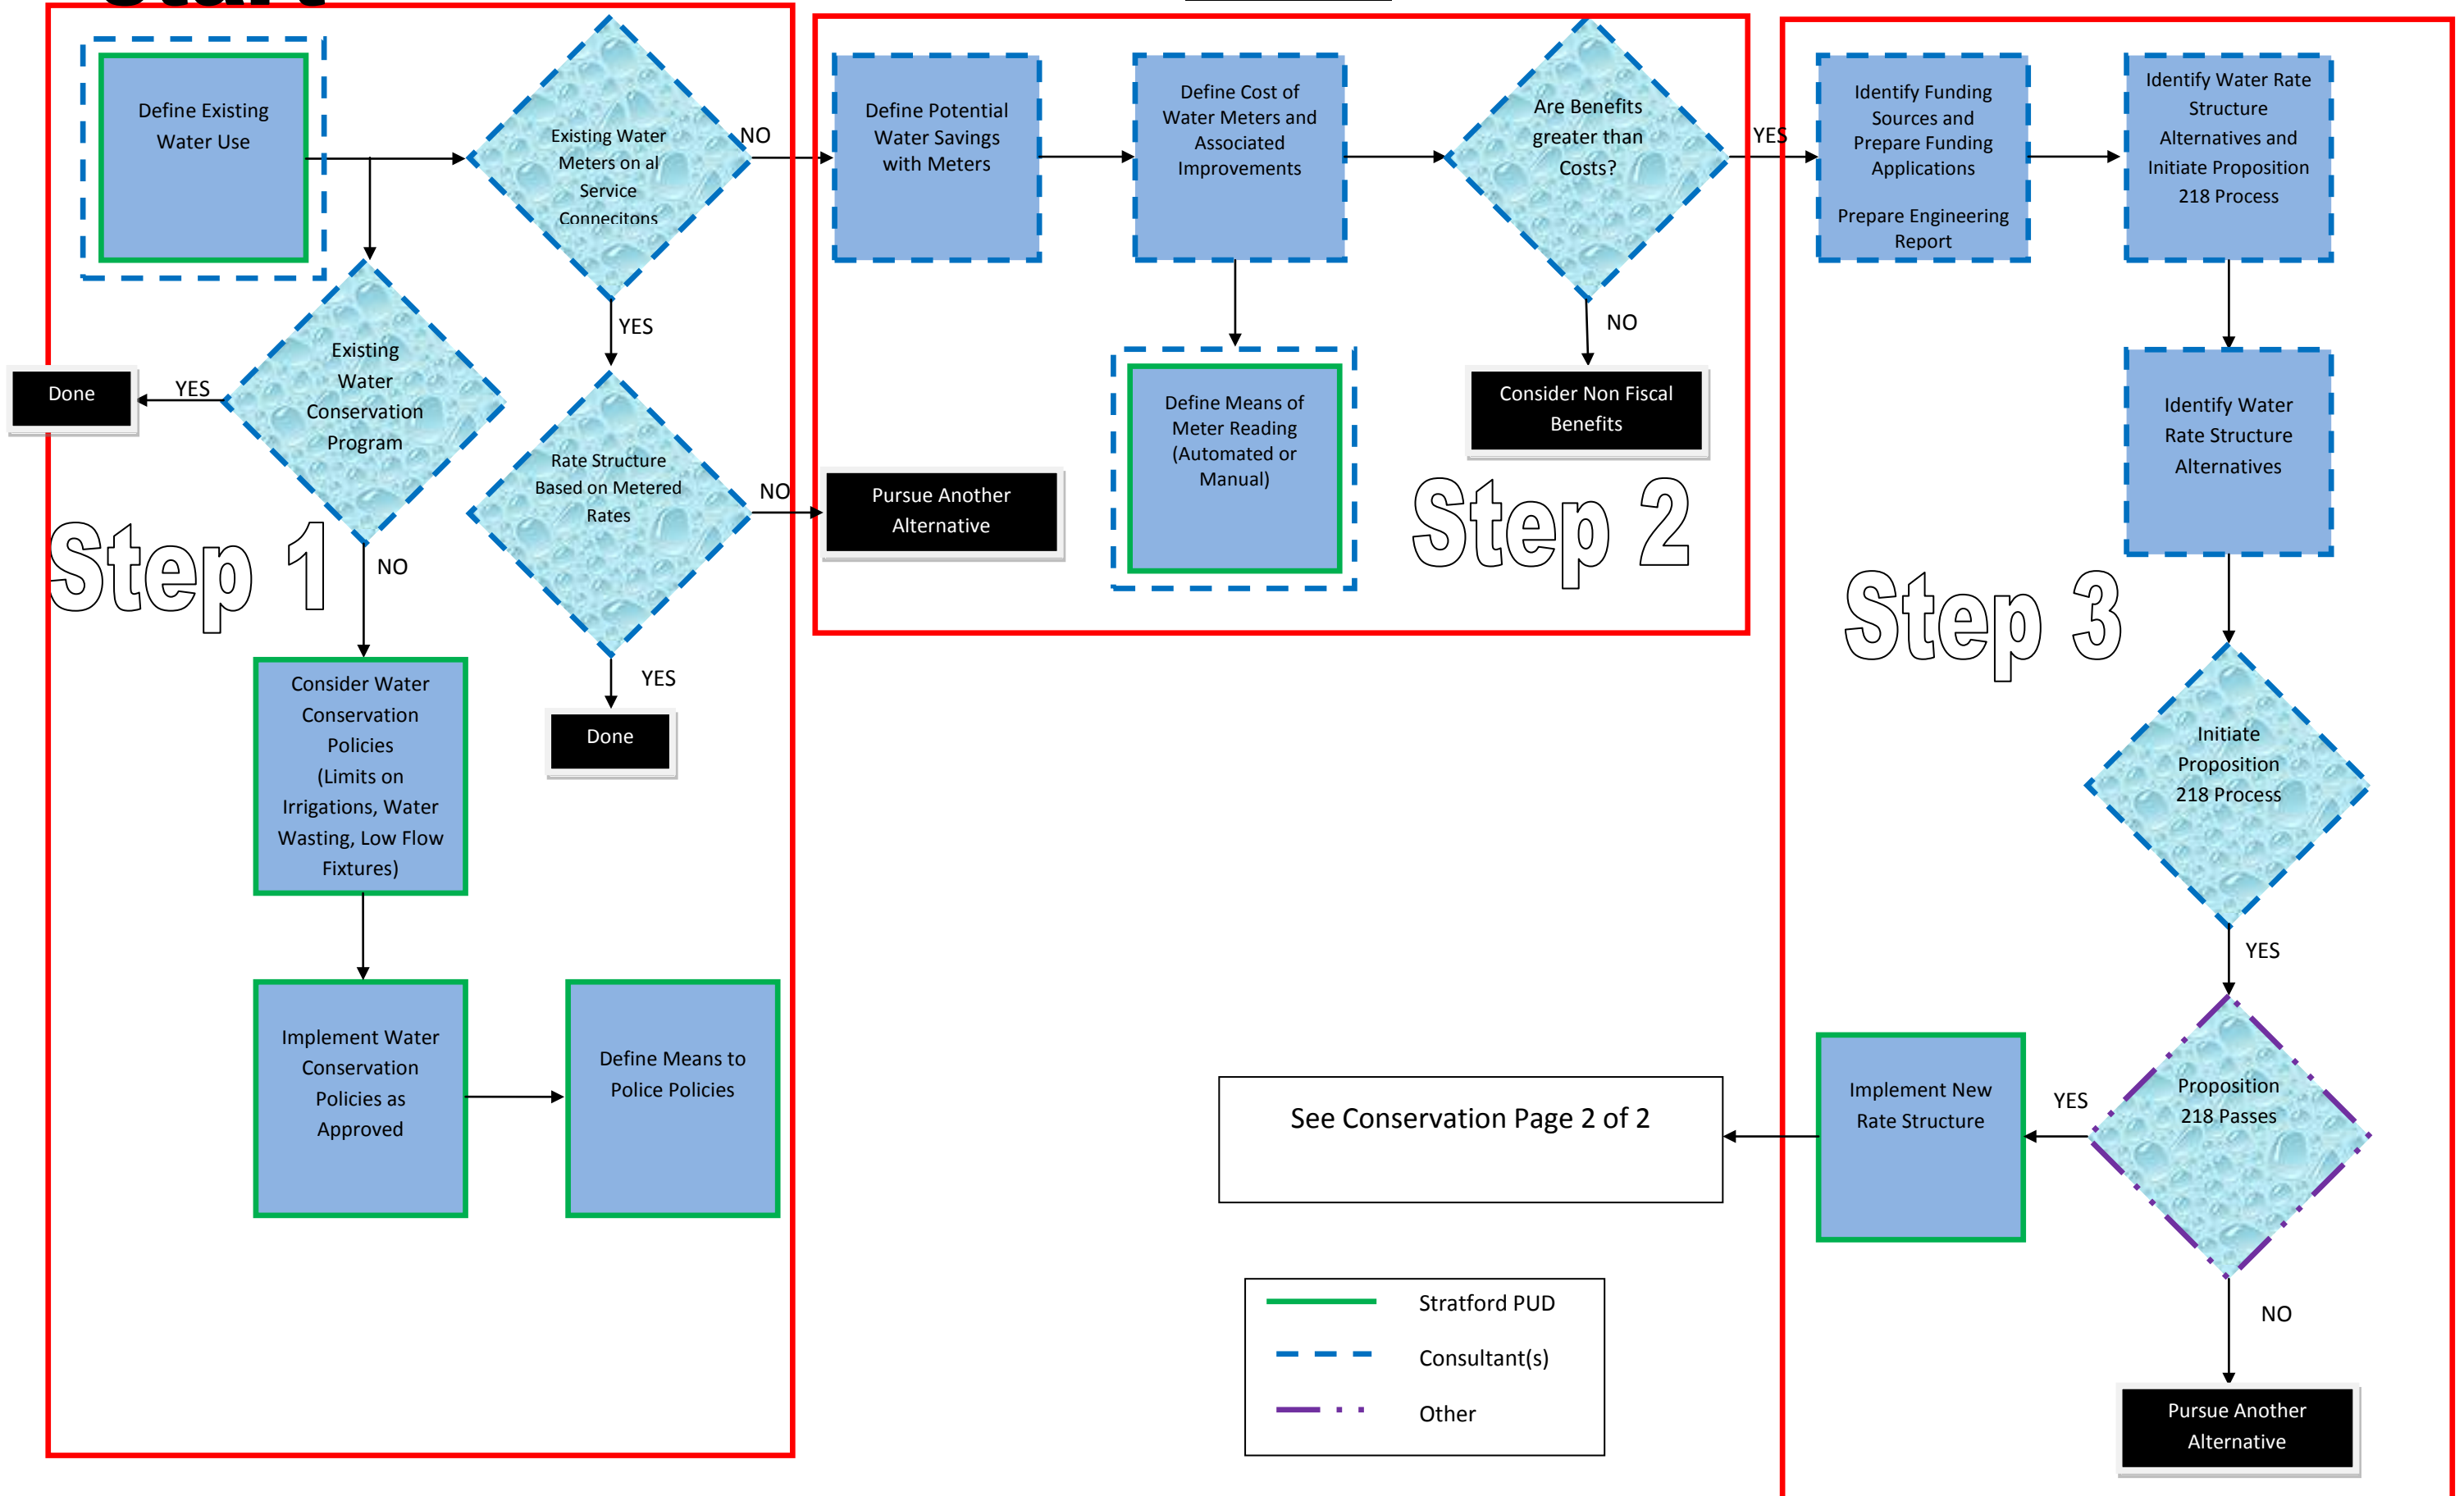 Start
Define Existing
Water Use
Existing Water
Meters on al
Service
Connecitons
NO
YES
Existing
Water
Conservation
Program
YES
Done
NO
Rate Structure
Based on Metered
Rates
NO
Pursue Another
Alternative
YES
Done
Step 1
Consider Water
Conservation
Policies
(Limits on
Irrigations, Water
Wasting, Low Flow
Fixtures)
Implement Water
Conservation
Policies as
Approved
Define Means to
Police Policies
Define Potential
Water Savings
with Meters
Define Cost of
Water Meters and
Associated
Improvements
Are Benefits
greater than
Costs?
YES
NO
Define Means of
Meter Reading
(Automated or
Manual)
Consider Non Fiscal
Benefits
Step 2
Identify Funding
Sources and
Prepare Funding
Applications
Prepare Engineering
Report
Identify Water Rate
Structure
Alternatives and
Initiate Proposition
218 Process
Identify Water
Rate Structure
Alternatives
Step 3
Initiate
Proposition
218 Process
YES
Proposition
218 Passes
YES
Implement New
Rate Structure
See Conservation Page 2 of 2
NO
Pursue Another
Alternative
Stratford PUD
Consultant(s)
Other